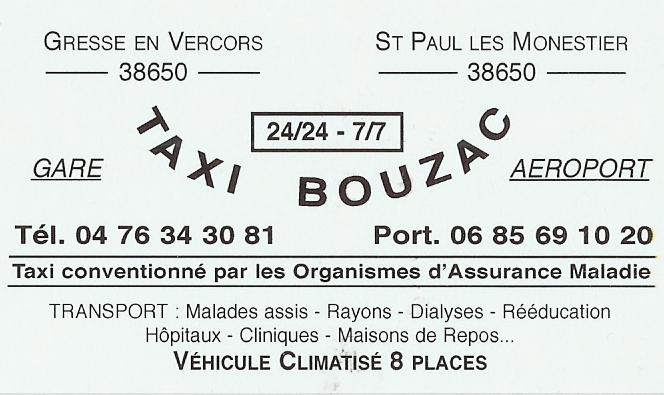 GRESSE EN VERCORS
38650
ST PAUL LES MONESTIER
38650
24/24 - 7/7
TAXI BOUZAC
GARE
AEROPORT
Tél. 04 76 34 30 81
Port. 06 85 69 10 20
Taxi conventionné par les Organismes d'Assurance Maladie
TRANSPORT : Malades assis - Rayons - Dialyses - Rééducation
Hôpitaux - Cliniques - Maisons de Repos...
VÉHICULE CLIMATISÉ 8 PLACES